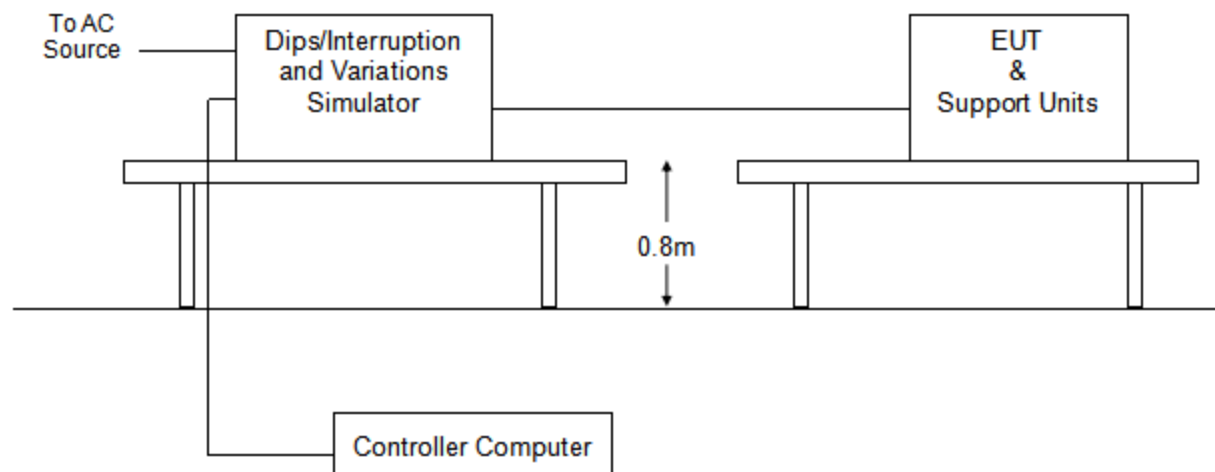 To AC
Source
Dips/Interruption
and Variations
Simulator
EUT
&
Support Units
0.8m
Controller Computer